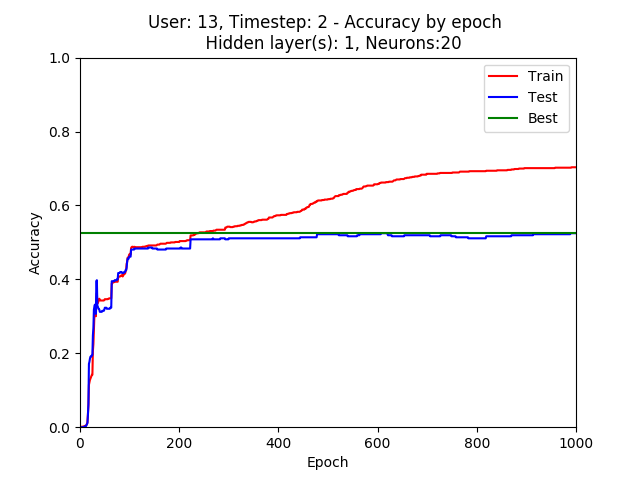 User: 13, Timestep: 2 - Accuracy by epoch
Hidden layer(s): 1, Neurons:20
1.0
0.8
0.6
0.4
0.2
0.0
Accuracy
Train
Test
Best
0
200
400
600
800
1000
Epoch